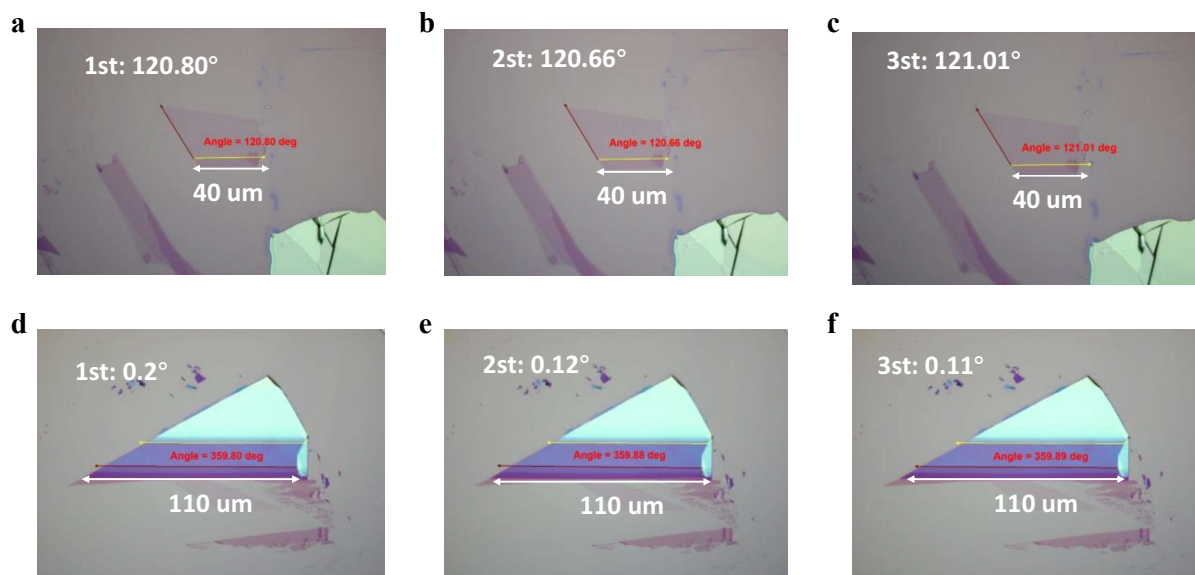 a
1st: 120.80°
Angle = 120.80 deg
40 um
b
2st: 120.66°
Angle = 120.66 deg
40 um
c
3st: 121.01°
Angle = 121.01 deg
40 um
d
1st: 0.2°
Angle = 359.80 deg
110 um
e
2st: 0.12°
Angle = 359.88 deg
110 um
f
3st: 0.11°
Angle = 359.89 deg
110 um